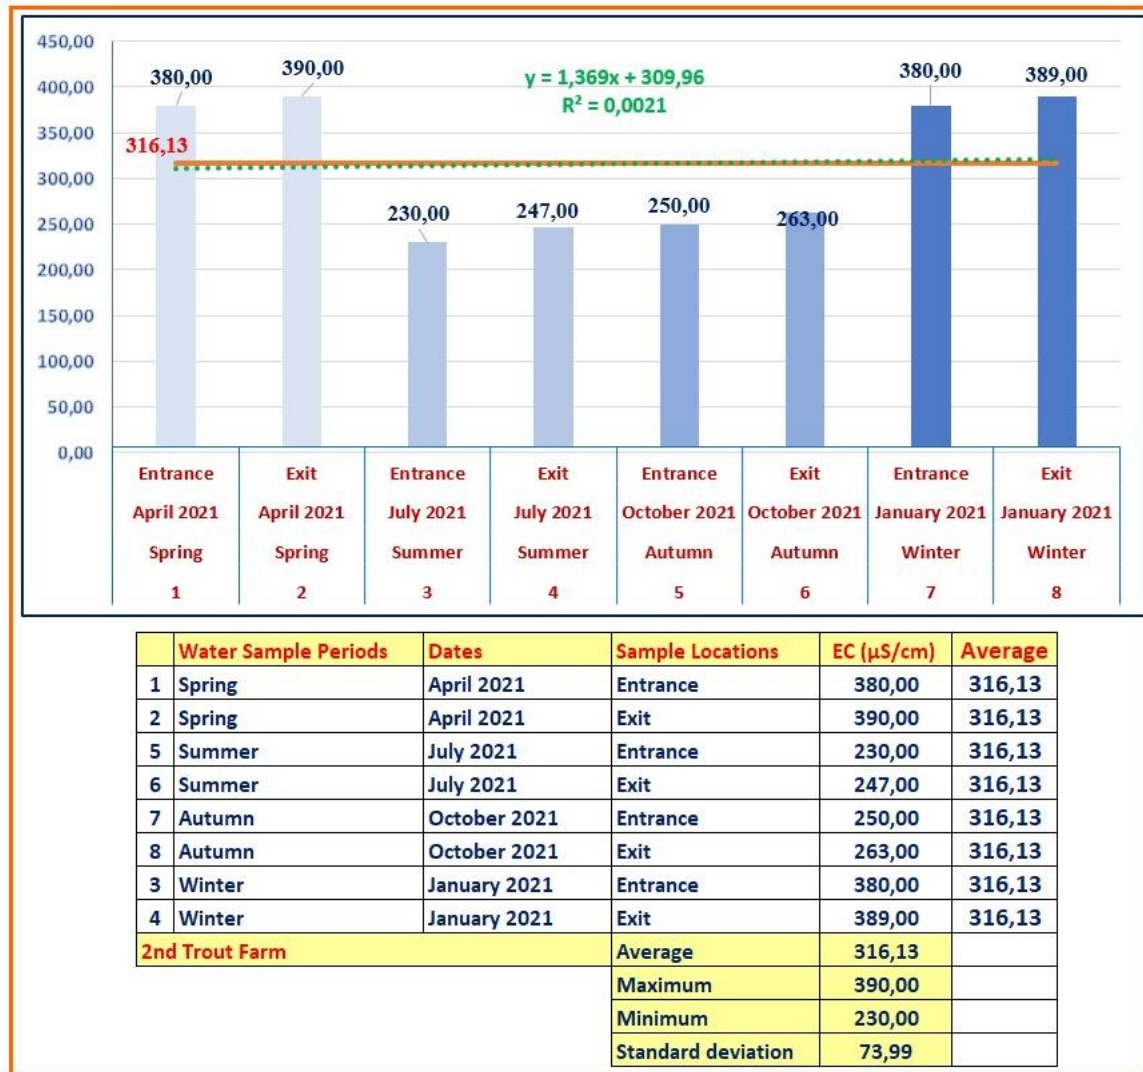 450,00
400,00
350,00
300,00
250,00
200,00
150,00
100,00
50,00
0,00
380,00
390,00
y = 1,369x + 309,96
R² = 0,0021
380,00
389,00
316,13
230,00
247,00
250,00
263,00
Entrance Exit Entrance Exit Entrance Exit Entrance Exit
April 2021 April 2021 July 2021 July 2021 October 2021 October 2021 January 2021 January 2021
Spring Spring Summer Summer Autumn Autumn Winter Winter
1 2 3 4 5 6 7 8
Water Sample Periods Dates Sample Locations EC (µS/cm) Average
1 Spring April 2021 Entrance 380,00 316,13
2 Spring April 2021 Exit 390,00 316,13
5 Summer July 2021 Entrance 230,00 316,13
6 Summer July 2021 Exit 247,00 316,13
7 Autumn October 2021 Entrance 250,00 316,13
8 Autumn October 2021 Exit 263,00 316,13
3 Winter January 2021 Entrance 380,00 316,13
4 Winter January 2021 Exit 389,00 316,13
2nd Trout Farm Average 316,13
Maximum 390,00
Minimum 230,00
Standard deviation 73,99